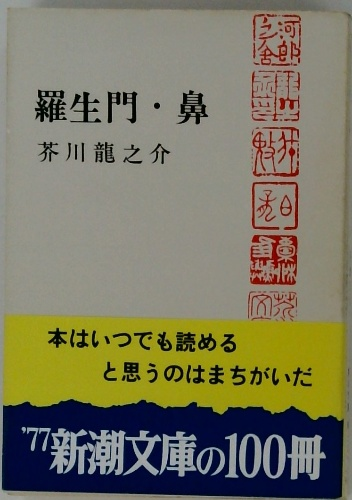 羅生門・鼻
芥川龍之介
本はいつでも読める
と思うのはまちがいだ
'77新潮文庫の100冊